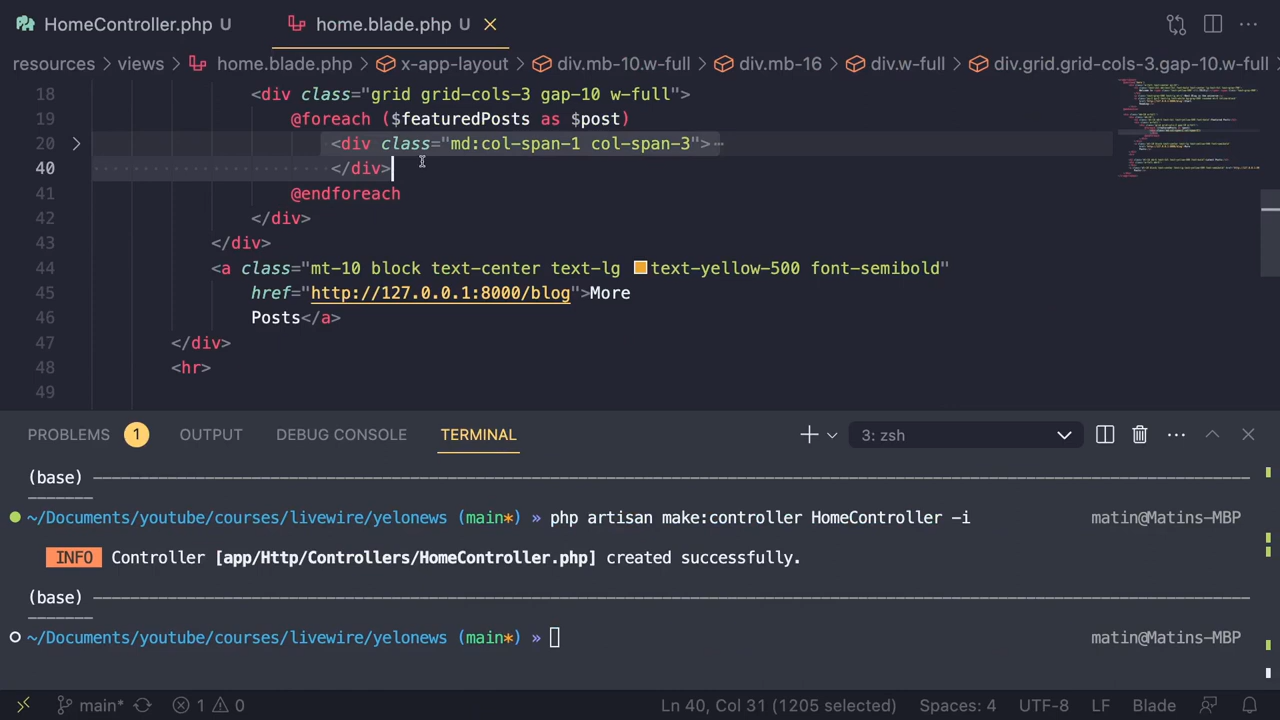 HomeController.php U
home.blade.php U
resources > views > home.blade.php > x-app-layout > div.mb-10.w-full > div.mb-16 > div.w-full > div.grid.grid-cols-3.gap-10.w-full >
18 <div class="grid grid-cols-3 gap-10 w-full">
19 @foreach ($featuredPosts as $post)
20 <div class="md:col-span-1 col-span-3">…
40 </div>
41 @endforeach
42 </div>
43 </div>
44 <a class="mt-10 block text-center text-lg text-yellow-500 font-semibold"
45 href="http://127.0.0.1:8000/blog">More
46 Posts</a>
47 </div>
48 <hr>
49
PROBLEMS 1 OUTPUT DEBUG CONSOLE TERMINAL 3: zsh
(base) ——————————
~/Documents/youtube/courses/livewire/yelonews (main*) » php artisan make:controller HomeController -i matin@Matins-MBP
INFO Controller [app/Http/Controllers/HomeController.php] created successfully.
(base) ——————————
~/Documents/youtube/courses/livewire/yelonews (main*) » matin@Matins-MBP
main* 1 0 Ln 40, Col 31 (1205 selected) Spaces: 4 UTF-8 LF Blade